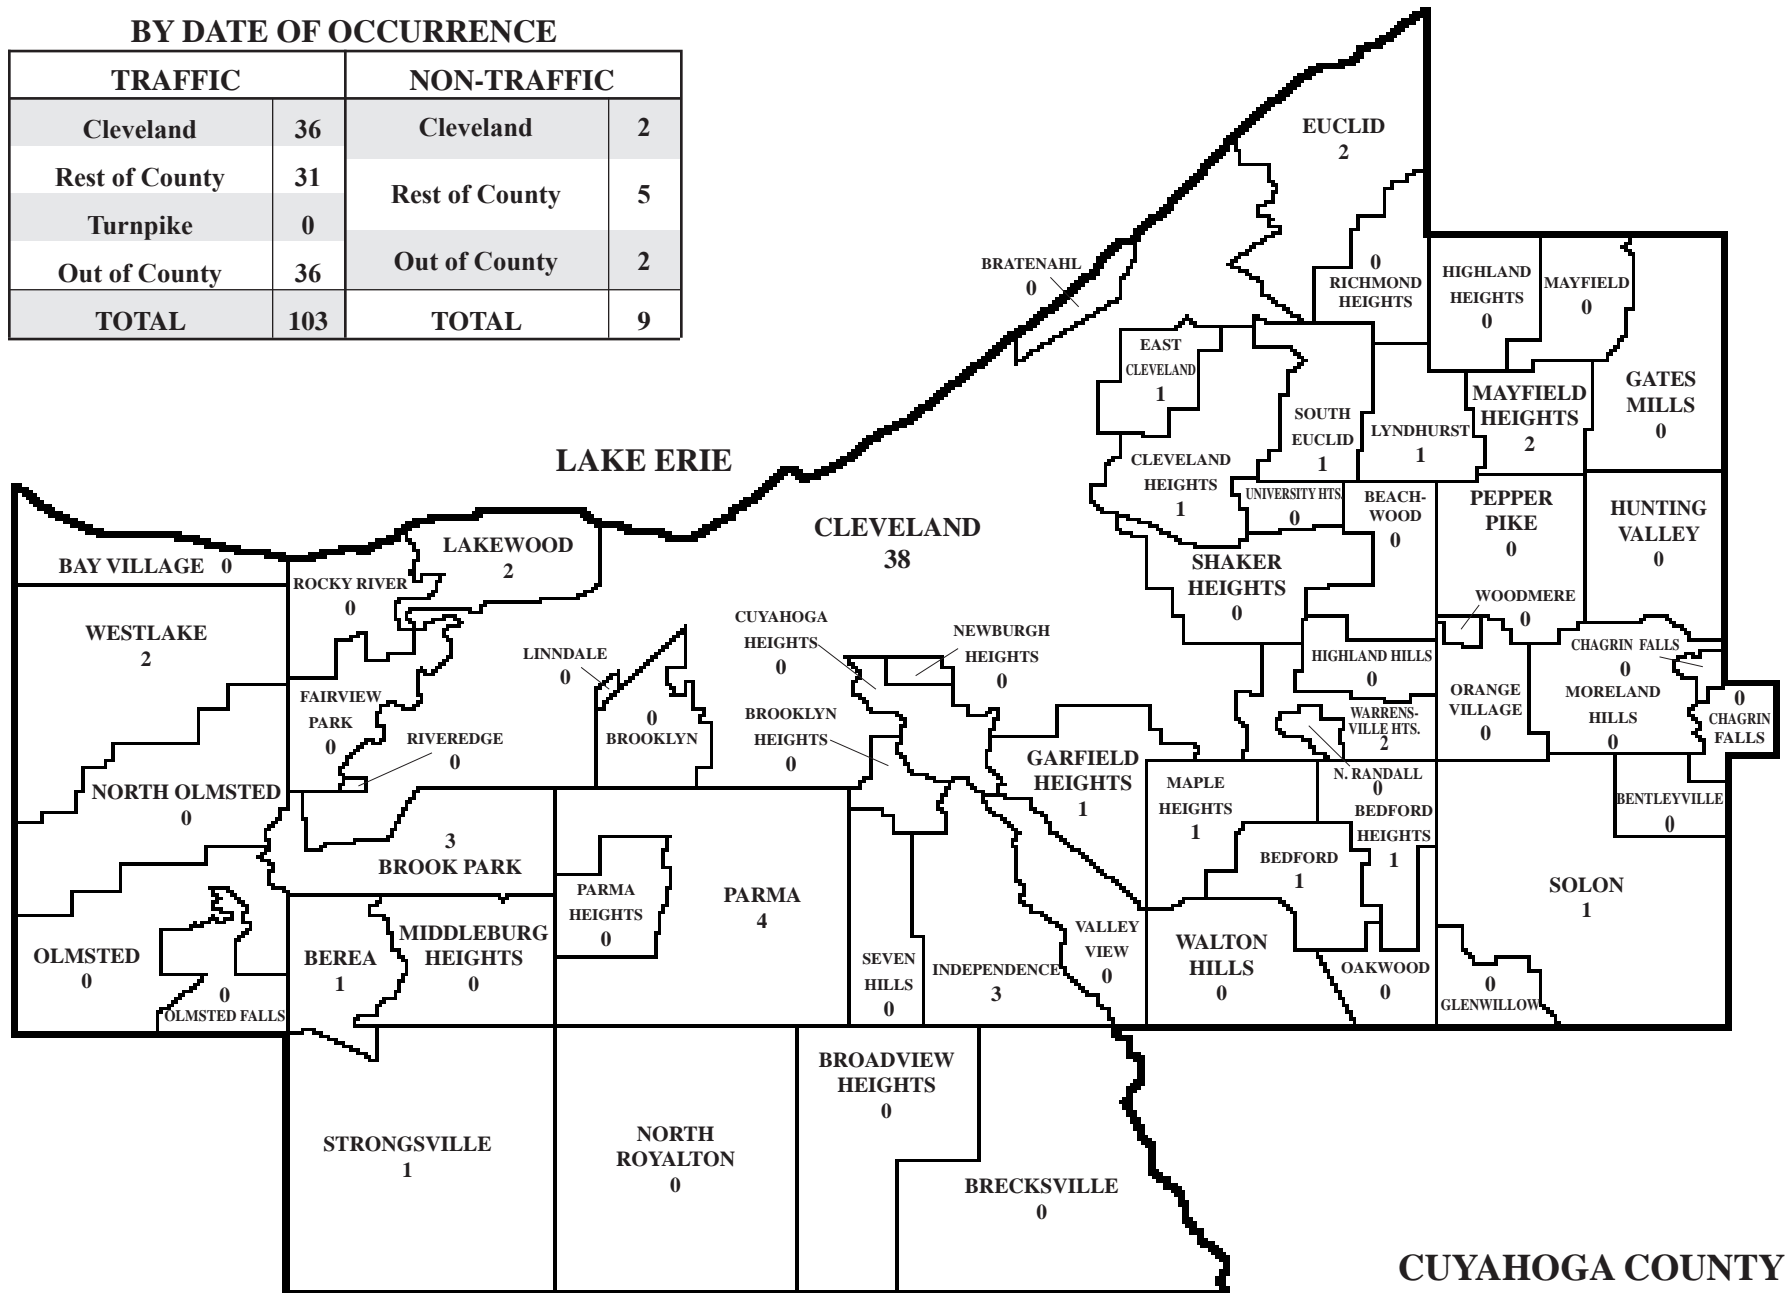 BY DATE OF OCCURRENCE
TRAFFIC NON-TRAFFIC
Cleveland 36 Cleveland 2
Rest of County 31
Rest of County 5
Turnpike 0
Out of County 36 Out of County 2
TOTAL 103 TOTAL 9
EUCLID
2
BRATENAHL
0
0
RICHMOND
HEIGHTS
HIGHLAND
HEIGHTS
0
MAYFIELD
0
EAST
CLEVELAND
1
GATES
MILLS
0
MAYFIELD
HEIGHTS
2
SOUTH
EUCLID
1
LYNDHURST
1
LAKE ERIE
CLEVELAND
HEIGHTS
1
UNIVERSITY HTS.
0
BEACH-
WOOD
0
PEPPER
PIKE
0
HUNTING
VALLEY
0
CLEVELAND
38
LAKEWOOD
2
BAY VILLAGE 0
ROCKY RIVER
0
SHAKER
HEIGHTS
0
WOODMERE
0
WESTLAKE
2
CUYAHOGA
HEIGHTS
0
NEWBURGH
HEIGHTS
0
LINNDALE
0
HIGHLAND HILLS
0
CHAGRIN FALLS
0
FAIRVIEW
PARK
0
0
BROOKLYN
BROOKLYN
HEIGHTS
0
WARRENS-
VILLE HTS.
2
ORANGE
VILLAGE
0
MORELAND
HILLS
0
0
CHAGRIN
FALLS
RIVEREDGE
0
GARFIELD
HEIGHTS
1
N. RANDALL
0
NORTH OLMSTED
0
MAPLE
HEIGHTS
1
BEDFORD
HEIGHTS
1
BENTLEYVILLE
0
3
BROOK PARK
BEDFORD
1
PARMA
HEIGHTS
0
PARMA
4
SOLON
1
OLMSTED
0
BEREA
1
MIDDLEBURG
HEIGHTS
0
SEVEN
HILLS
0
INDEPENDENCE
3
VALLEY
VIEW
0
WALTON
HILLS
0
OAKWOOD
0
0
GLENWILLOW
0
OLMSTED FALLS
BROADVIEW
HEIGHTS
0
STRONGSVILLE
1
NORTH
ROYALTON
0
BRECKSVILLE
0
CUYAHOGA COUNTY